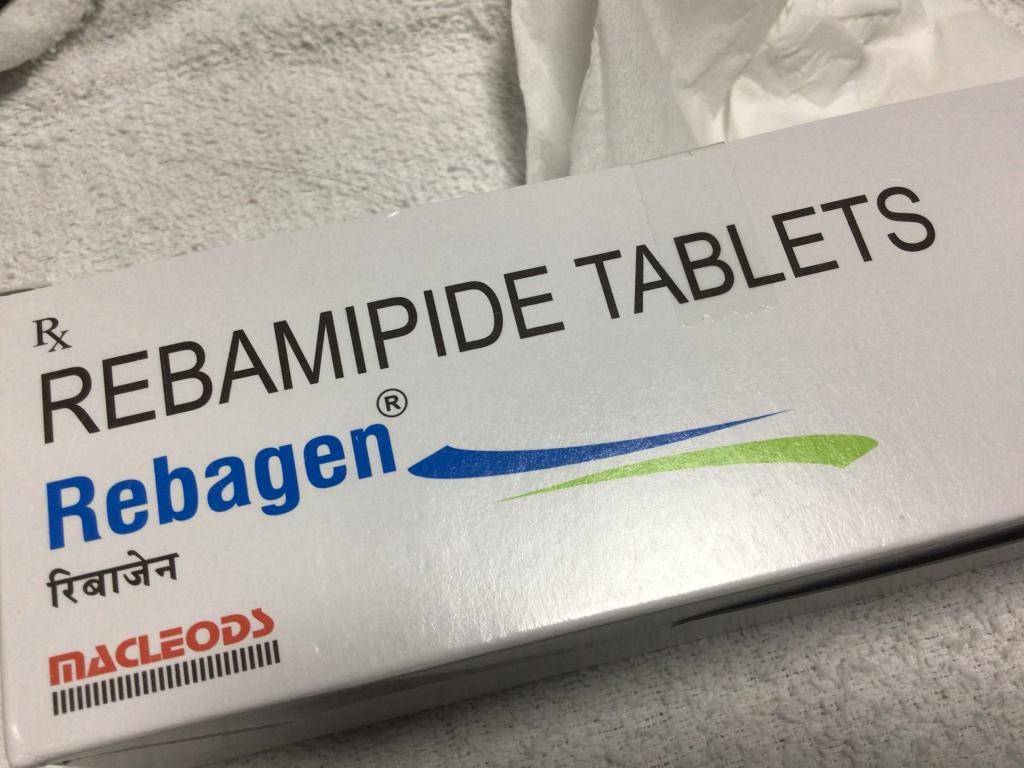 Rx
REBAMIPIDE TABLETS
Rebagen®
रिबाजेन
MACLEODS